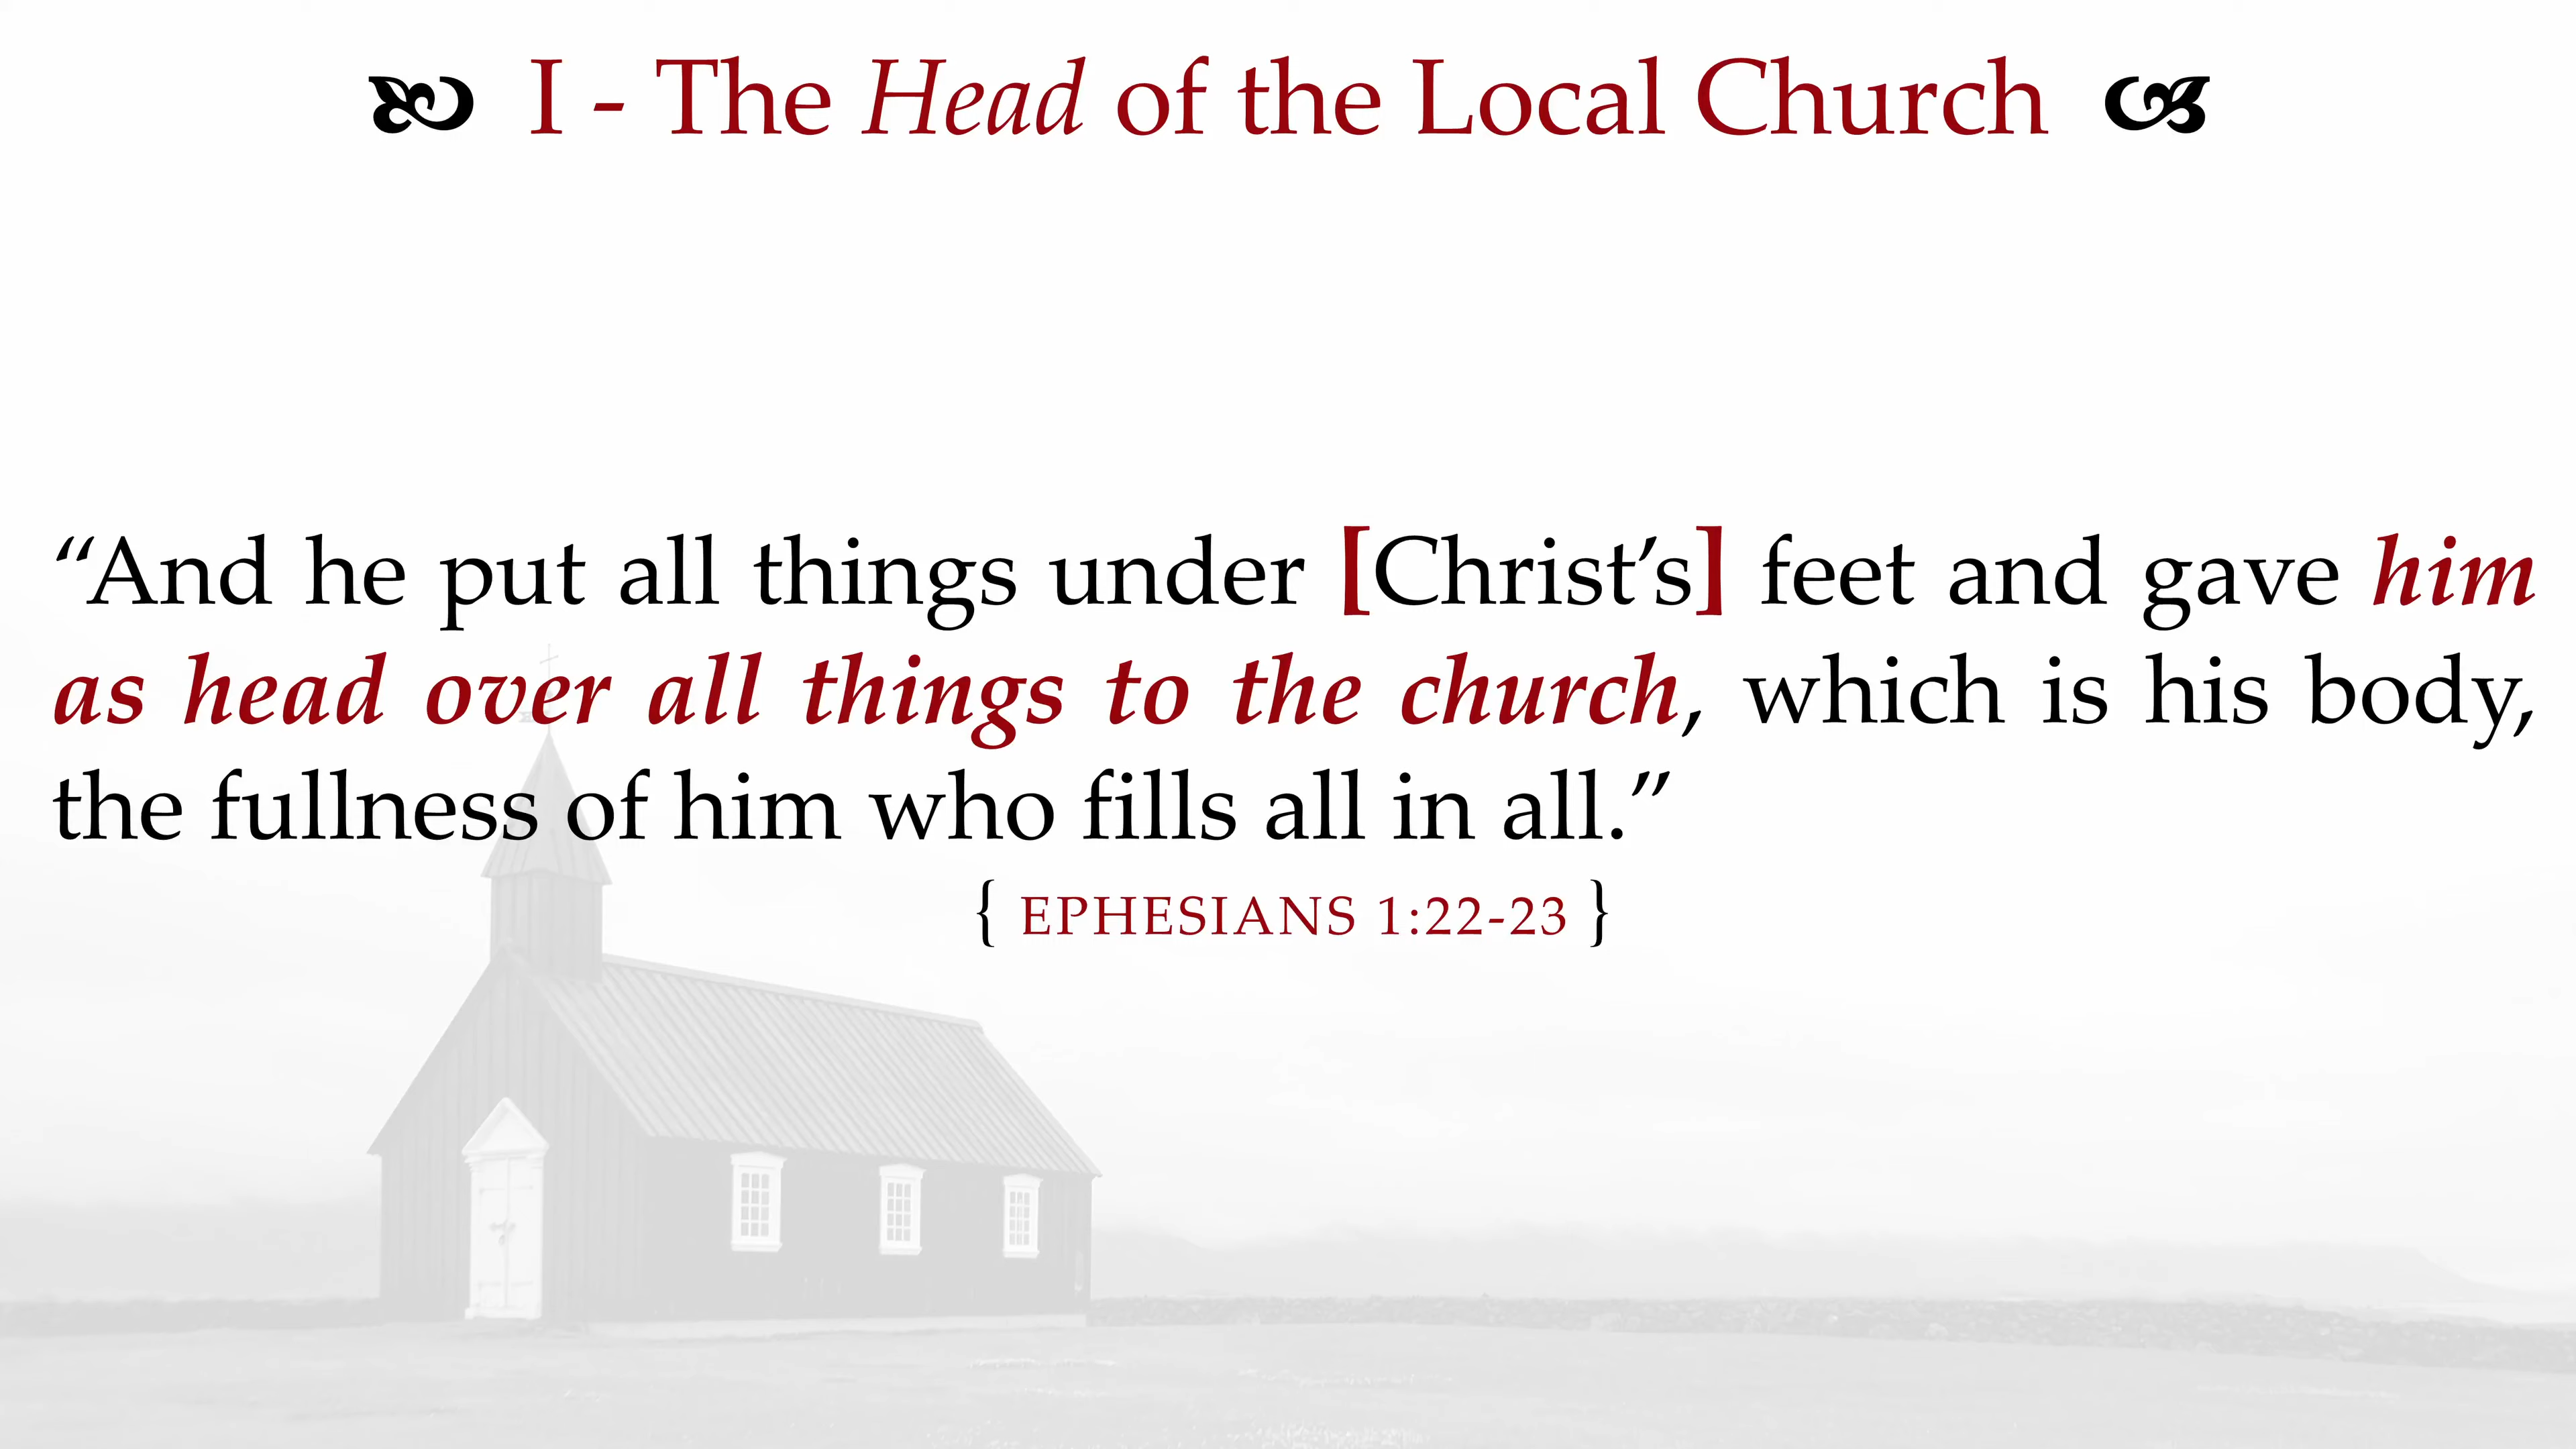 I - The Head of the Local Church
“And he put all things under [Christ’s] feet and gave him
as head over all things to the church, which is his body,
the fullness of him who fills all in all.”
{ EPHESIANS 1:22-23 }